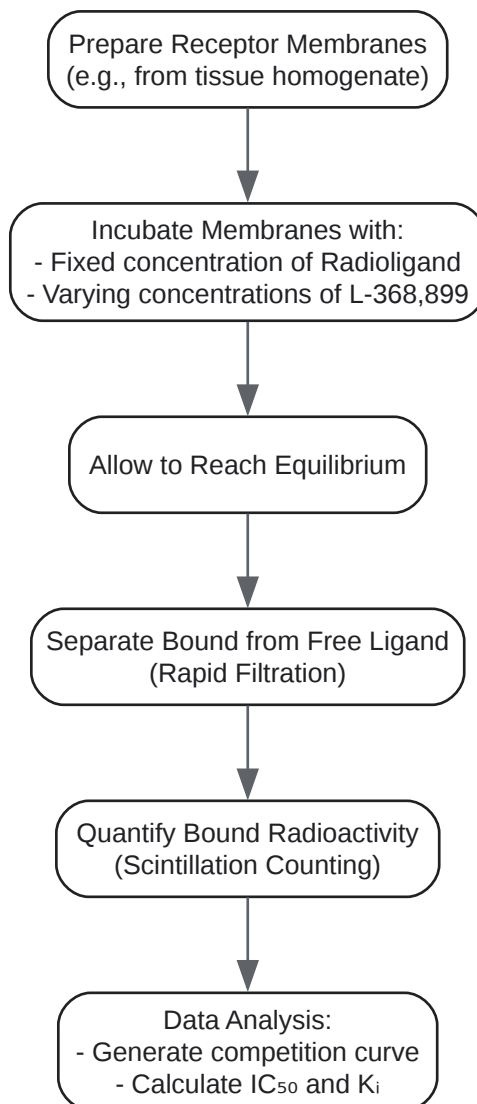 Prepare Receptor Membranes
(e.g., from tissue homogenate)
Incubate Membranes with:
- Fixed concentration of Radioligand
- Varying concentrations of L-368,899
Allow to Reach Equilibrium
Separate Bound from Free Ligand
(Rapid Filtration)
Quantify Bound Radioactivity
(Scintillation Counting)
Data Analysis:
- Generate competition curve
- Calculate IC₅₀ and Kᵢ